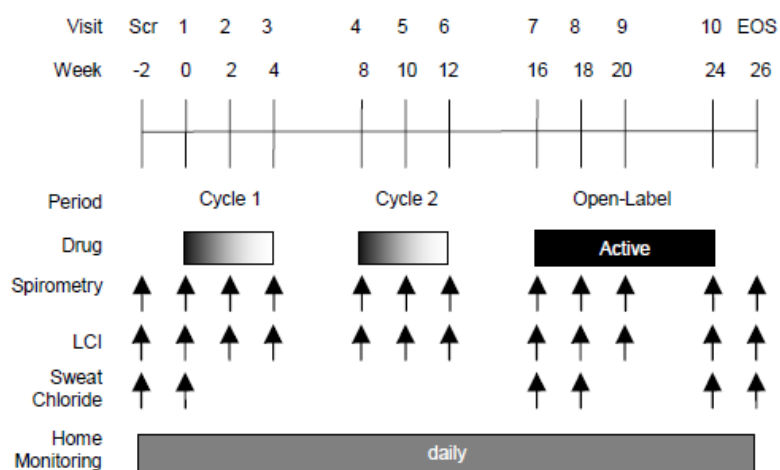 Visit Scr 1 2 3 4 5 6 7 8 9 10 EOS
Week -2 0 2 4 8 10 12 16 18 20 24 26
Period Cycle 1 Cycle 2 Open-Label
Drug Active
Spirometry
LCI
Sweat
Chloride
Home
Monitoring daily